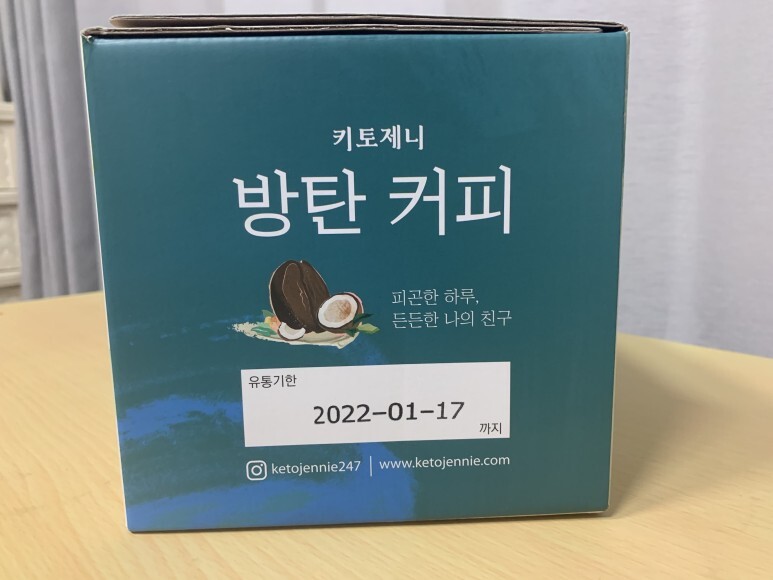 키토제니
방탄 커피
피곤한 하루,
든든한 나의 친구
유통기한
2022-01-17
까지
ketojennie247 | www.ketojennie.com